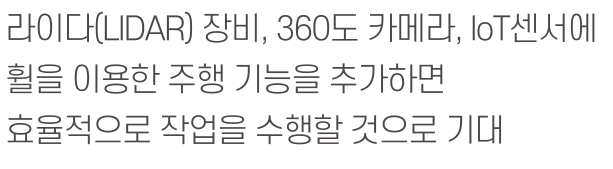 라이다(LIDAR) 장비, 360도 카메라, IoT센서에
휠을 이용한 주행 기능을 추가하면
효율적으로 작업을 수행할 것으로 기대